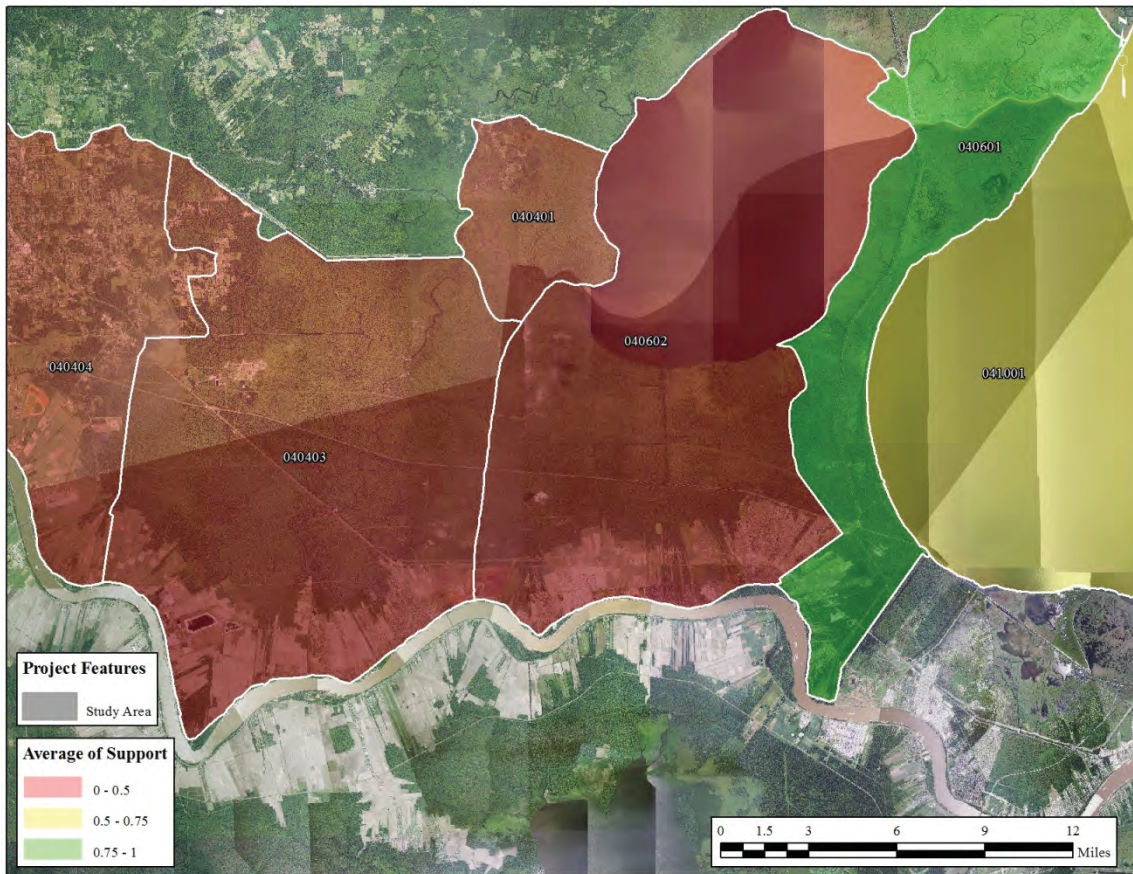 N
040601
040401
040602
040404
041001
040403
Project Features
Study Area
Average of Support
0 - 0.5
0.5 - 0.75
0.75 - 1
0 1.5 3 6 9 12
Miles